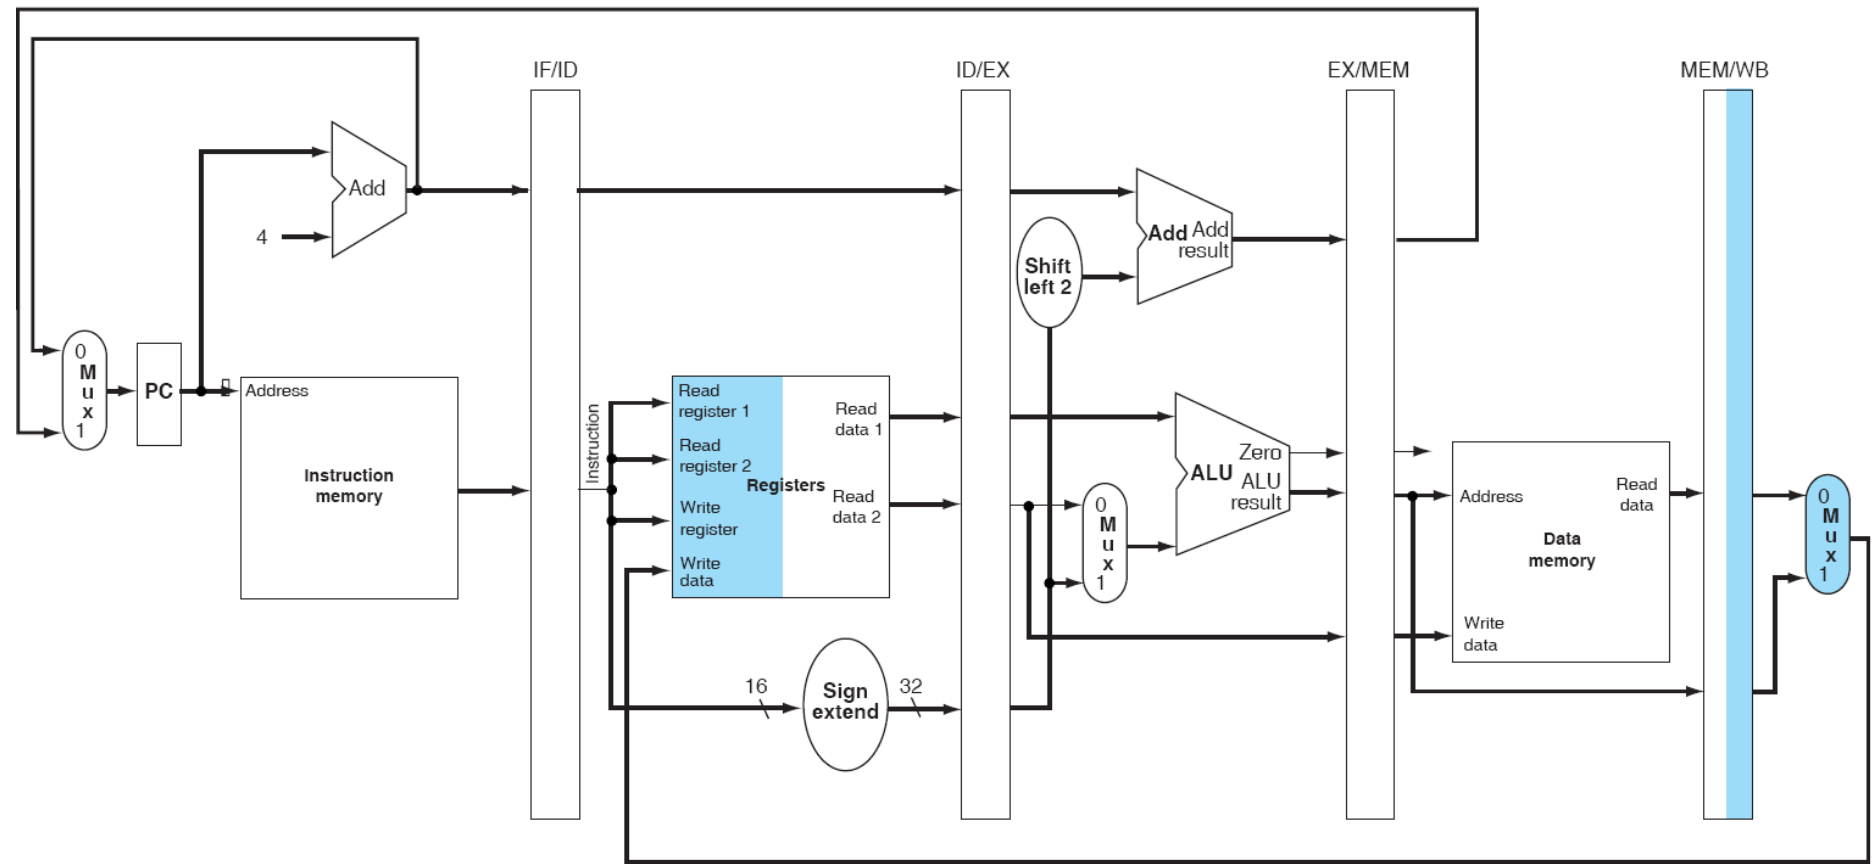 IF/ID
ID/EX
EX/MEM
MEM/WB
Add
4
Add Add
result
Shift
left 2
0
M
u
x
1
PC
Address
Instruction
memory
Instruction
Read
register 1
Read
register 2
Write
register
Write
data
Registers
Read
data 1
Read
data 2
16
Sign
extend
32
0
M
u
x
1
Zero
ALU
ALU
result
Address
Read
data
Data
memory
Write
data
0
M
u
x
1